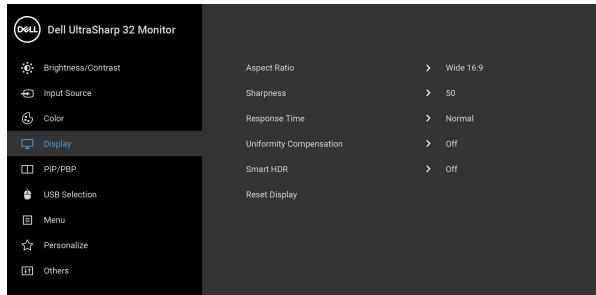 DELL Dell UltraSharp 32 Monitor
Brightness/Contrast
Input Source
Color
Display
PIP/PBP
USB Selection
Menu
Personalize
Others
Aspect Ratio > Wide 16:9
Sharpness > 50
Response Time > Normal
Uniformity Compensation > Off
Smart HDR > Off
Reset Display